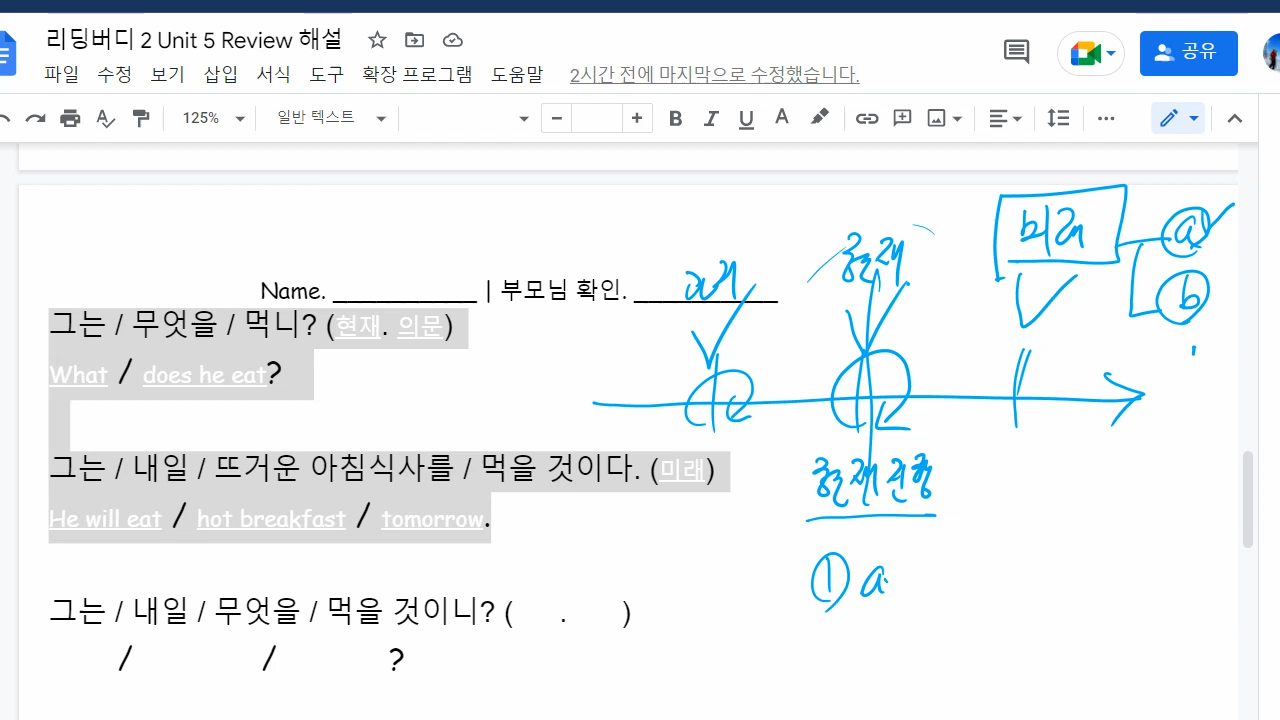 리딩버디 2 Unit 5 Review 해설
파일 수정 보기 삽입 서식 도구 확장 프로그램 도움말 2시간 전에 마지막으로 수정했습니다.
공유
125% 일반 텍스트
Name. ____________ | 부모님 확인. ____________
과거
현재
미래
a
b
그는 / 무엇을 / 먹니? (현재. 의문)
What / does he eat?
그는 / 내일 / 뜨거운 아침식사를 / 먹을 것이다. (미래)
He will eat / hot breakfast / tomorrow.
현재진행
① a
그는 / 내일 / 무엇을 / 먹을 것이니? ( . )
/ / ?